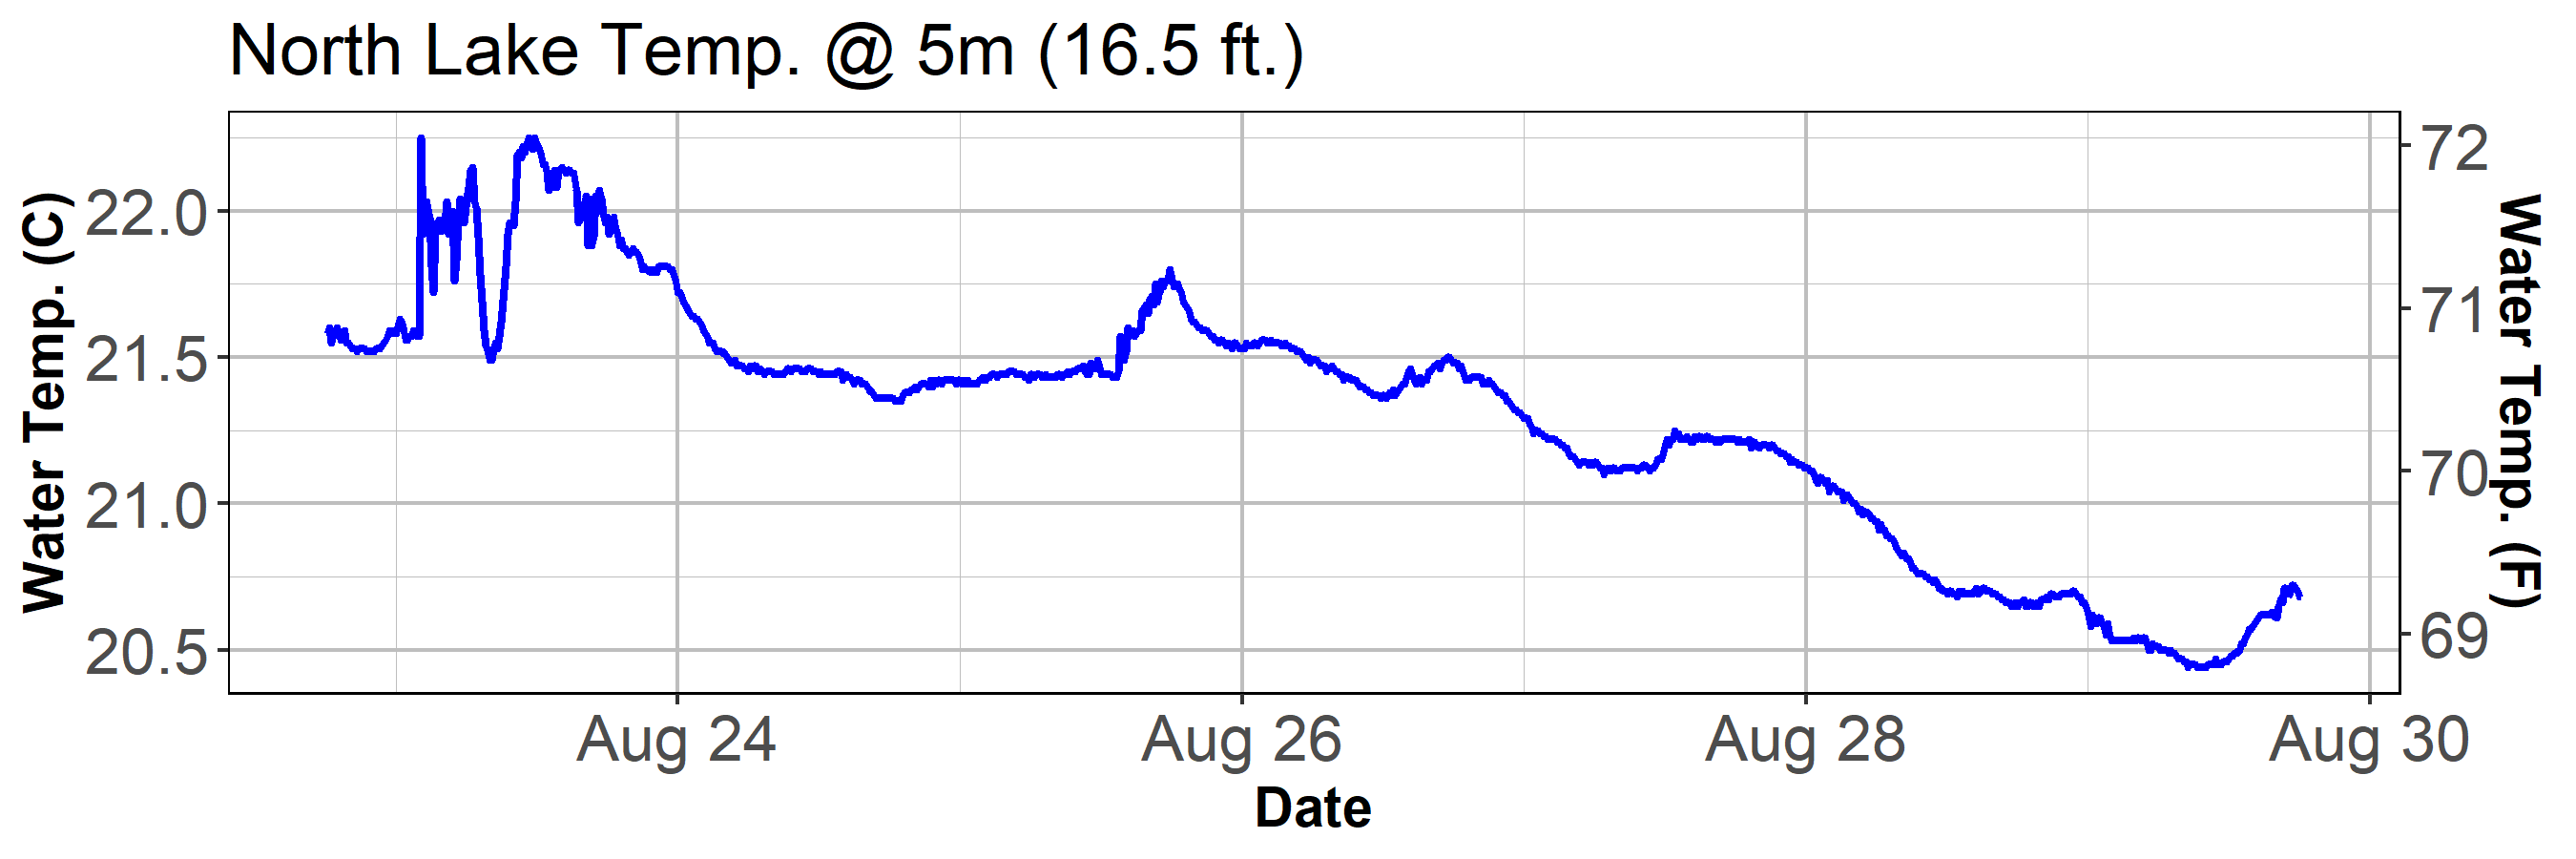 North Lake Temp. @ 5m (16.5 ft.)
Water Temp. (C)
22.0
21.5
21.0
20.5
72
71
70
69
Water Temp. (F)
Aug 24 Aug 26 Aug 28 Aug 30
Date